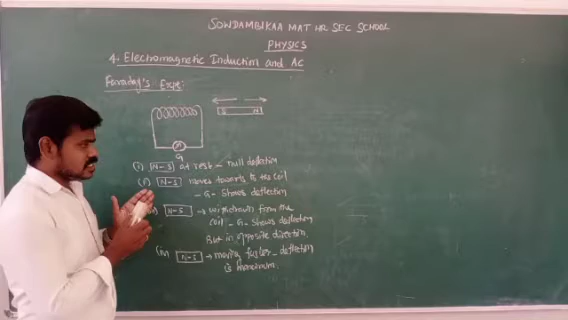 SOWDAMBIKAA MAT HR SEC SCHOOL
PHYSICS
4. Electromagnetic Induction and AC
Faraday's Expt:
S N
G
(i) N-S at rest - null deflection
(ii) N-S moves towards to the coil
- G - Shows deflection
N-S → withdrawn from the
coil - G - Shows deflection
But in opposite direction.
(iv) N-S → moving faster - deflection
is maximum.